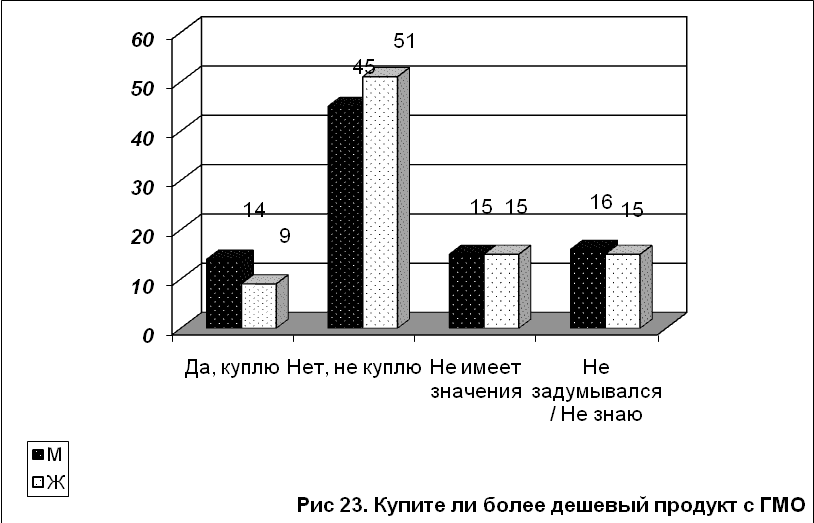 60
50
40
30
20
10
0
14
9
45
51
15
15
16
15
Да, куплю
Нет, не куплю
Не имеет
значения
Не
задумывался
/ Не знаю
М
Ж
Рис 23. Купите ли более дешевый продукт с ГМО